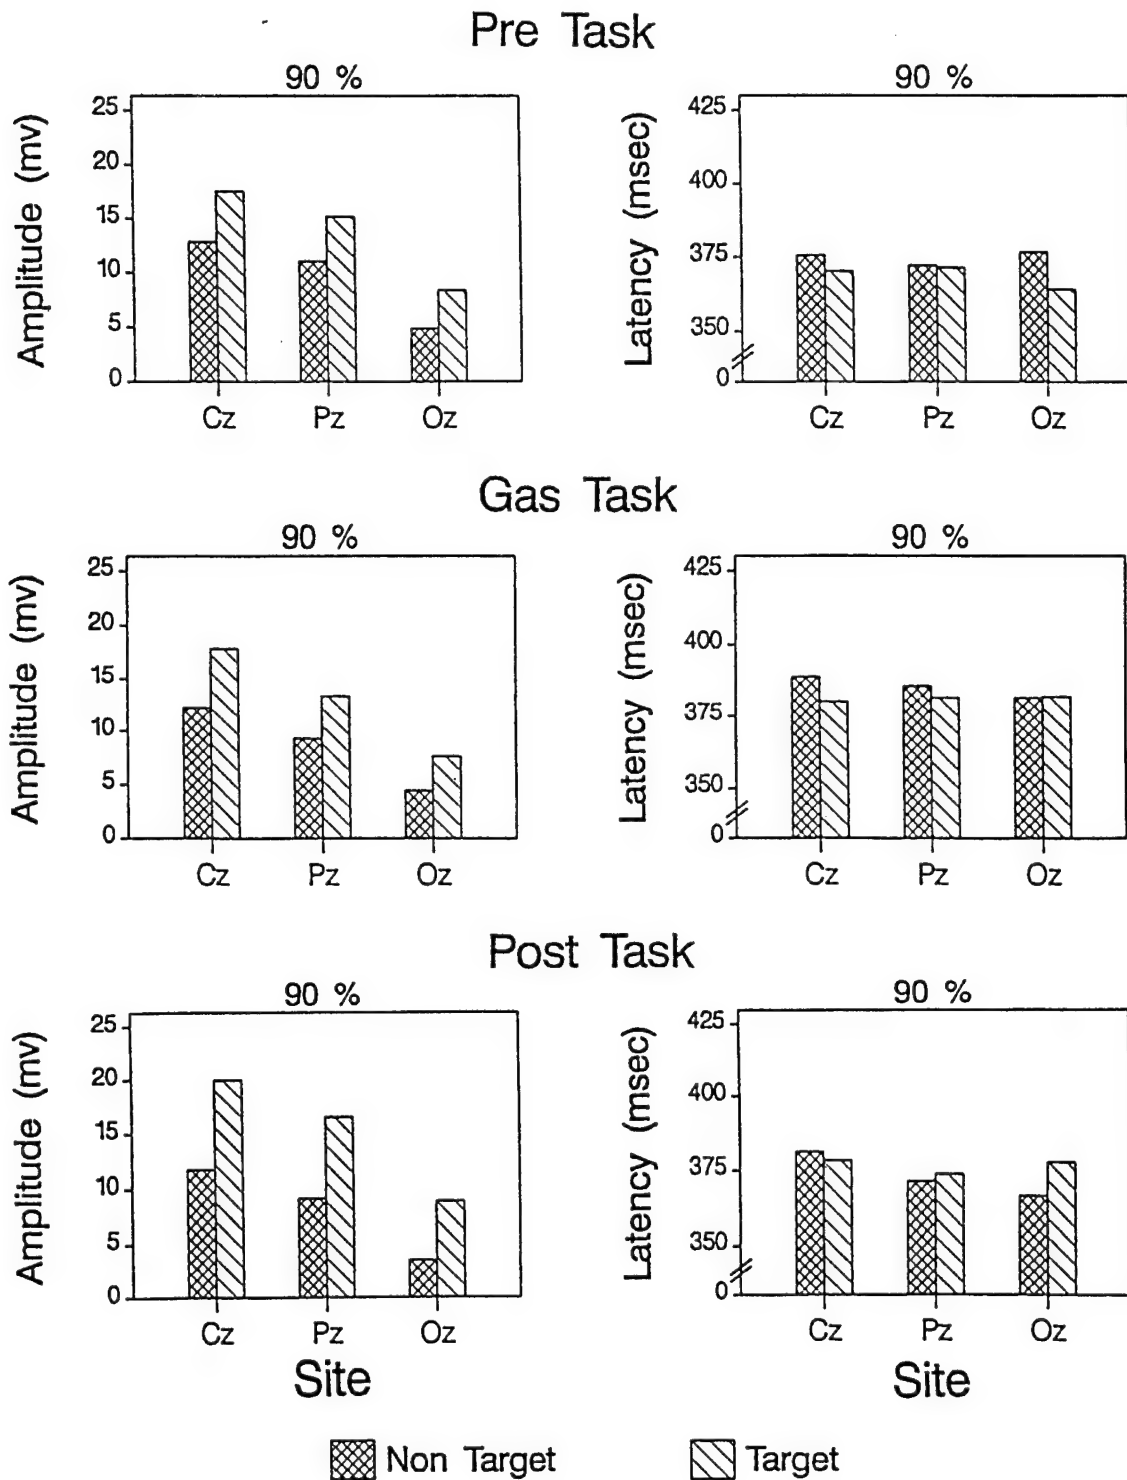 Pre Task
90 %
Amplitude (mv)
25
20
15
10
5
0
Cz Pz Oz
90 %
Latency (msec)
425
400
375
350
0
Cz Pz Oz
Gas Task
90 %
Amplitude (mv)
25
20
15
10
5
0
Cz Pz Oz
90 %
Latency (msec)
425
400
375
350
0
Cz Pz Oz
Post Task
90 %
Amplitude (mv)
25
20
15
10
5
0
Cz Pz Oz
Site
90 %
Latency (msec)
425
400
375
350
0
Cz Pz Oz
Site
Non Target
Target